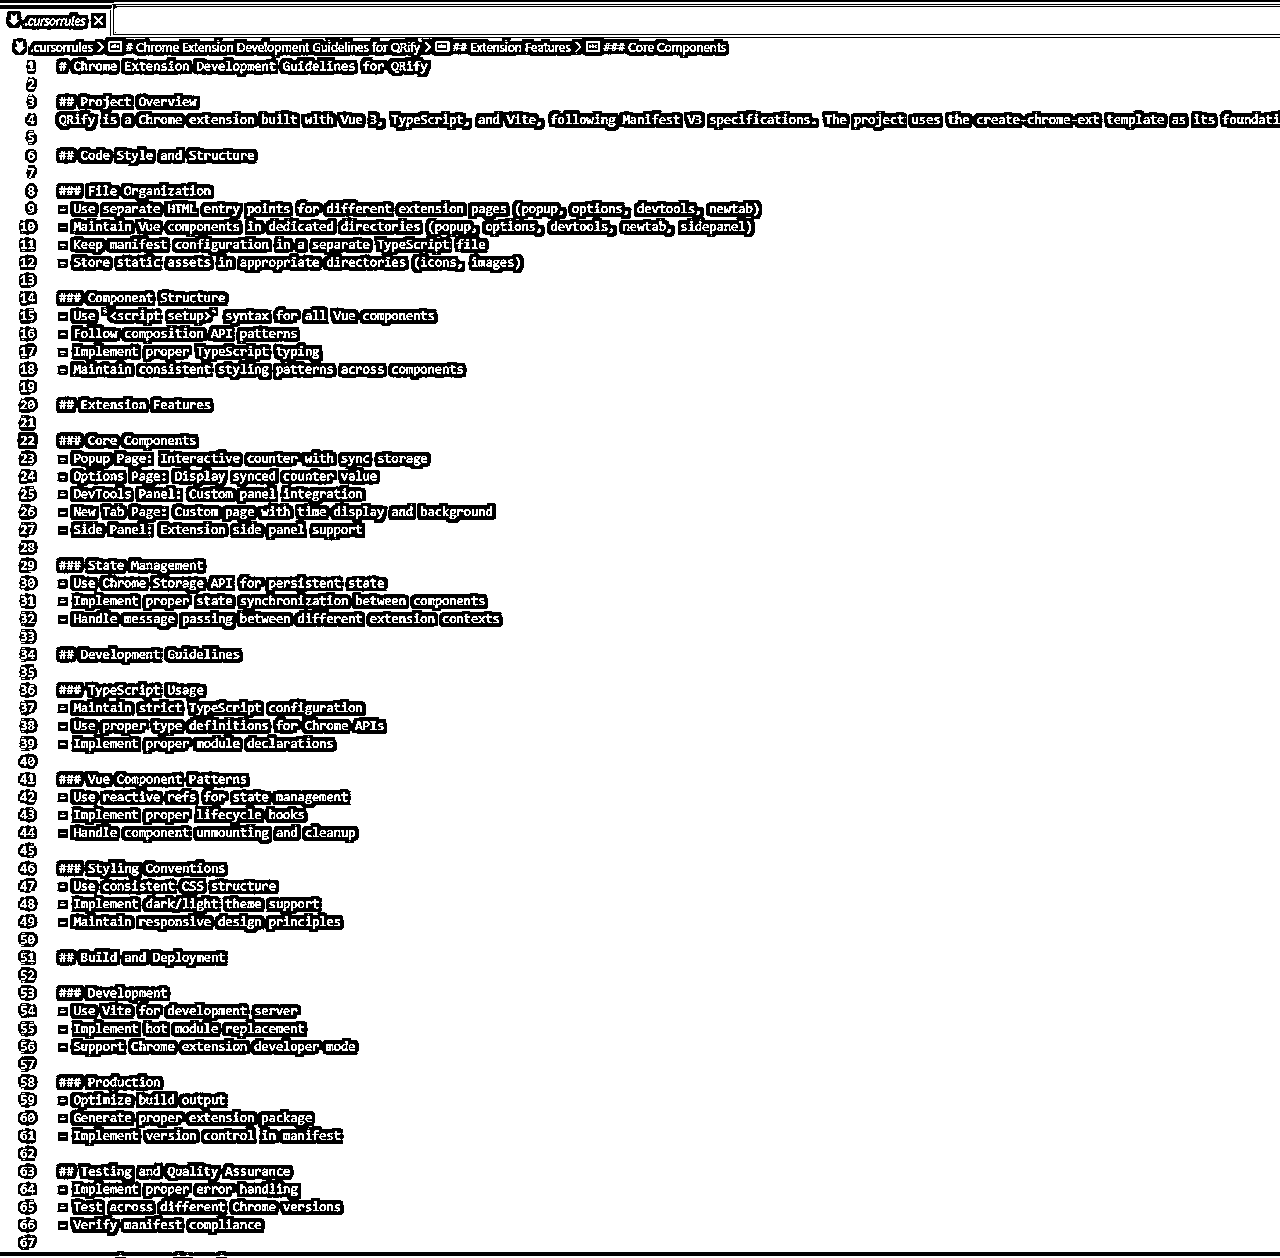 .cursorrules
.cursorrules > # Chrome Extension Development Guidelines for QRify > ## Extension Features > ### Core Components
1 # Chrome Extension Development Guidelines for QRify
2
3 ## Project Overview
4 QRify is a Chrome extension built with Vue 3, TypeScript, and Vite, following Manifest V3 specifications. The project uses the create-chrome-ext template as its foundati
5
6 ## Code Style and Structure
7
8 ### File Organization
9 - Use separate HTML entry points for different extension pages (popup, options, devtools, newtab)
10 - Maintain Vue components in dedicated directories (popup, options, devtools, newtab, sidepanel)
11 - Keep manifest configuration in a separate TypeScript file
12 - Store static assets in appropriate directories (icons, images)
13
14 ### Component Structure
15 - Use `<script setup>` syntax for all Vue components
16 - Follow composition API patterns
17 - Implement proper TypeScript typing
18 - Maintain consistent styling patterns across components
19
20 ## Extension Features
21
22 ### Core Components
23 - Popup Page: Interactive counter with sync storage
24 - Options Page: Display synced counter value
25 - DevTools Panel: Custom panel integration
26 - New Tab Page: Custom page with time display and background
27 - Side Panel: Extension side panel support
28
29 ### State Management
30 - Use Chrome Storage API for persistent state
31 - Implement proper state synchronization between components
32 - Handle message passing between different extension contexts
33
34 ## Development Guidelines
35
36 ### TypeScript Usage
37 - Maintain strict TypeScript configuration
38 - Use proper type definitions for Chrome APIs
39 - Implement proper module declarations
40
41 ### Vue Component Patterns
42 - Use reactive refs for state management
43 - Implement proper lifecycle hooks
44 - Handle component unmounting and cleanup
45
46 ### Styling Conventions
47 - Use consistent CSS structure
48 - Implement dark/light theme support
49 - Maintain responsive design principles
50
51 ## Build and Deployment
52
53 ### Development
54 - Use Vite for development server
55 - Implement hot module replacement
56 - Support Chrome extension developer mode
57
58 ### Production
59 - Optimize build output
60 - Generate proper extension package
61 - Implement version control in manifest
62
63 ## Testing and Quality Assurance
64 - Implement proper error handling
65 - Test across different Chrome versions
66 - Verify manifest compliance
67